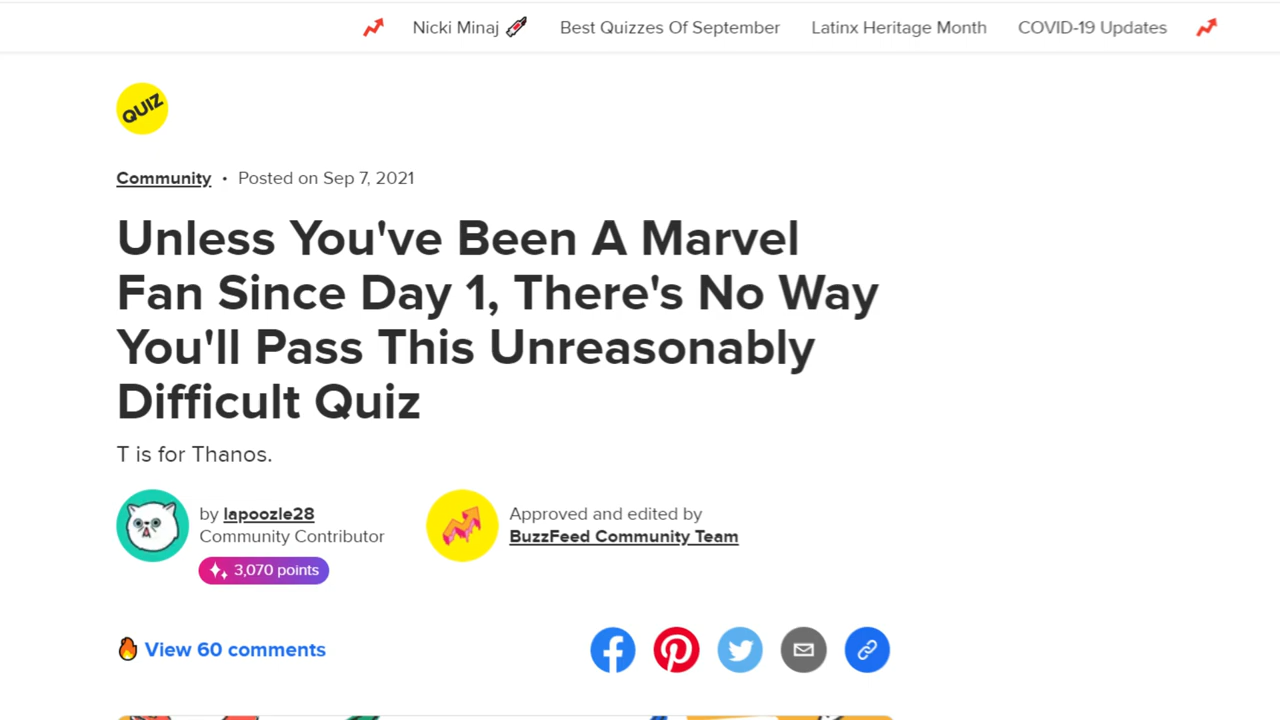 Nicki Minaj Best Quizzes Of September Latinx Heritage Month COVID-19 Updates
QUIZ
Community • Posted on Sep 7, 2021
Unless You've Been A Marvel
Fan Since Day 1, There's No Way
You'll Pass This Unreasonably
Difficult Quiz
T is for Thanos.
by lapoozle28
Community Contributor
3,070 points
Approved and edited by
BuzzFeed Community Team
View 60 comments